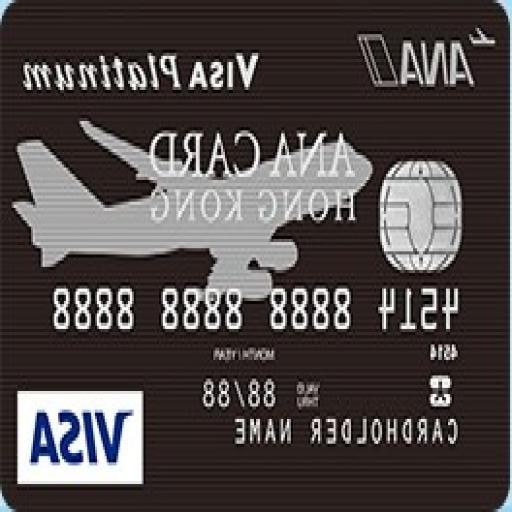 ANA
VISA Platinum
ANA CARD
HONG KONG
4514 8888 8888 8888
4514
MONTH / YEAR
VALID
THRU
88/88
CARDHOLDER NAME
VISA